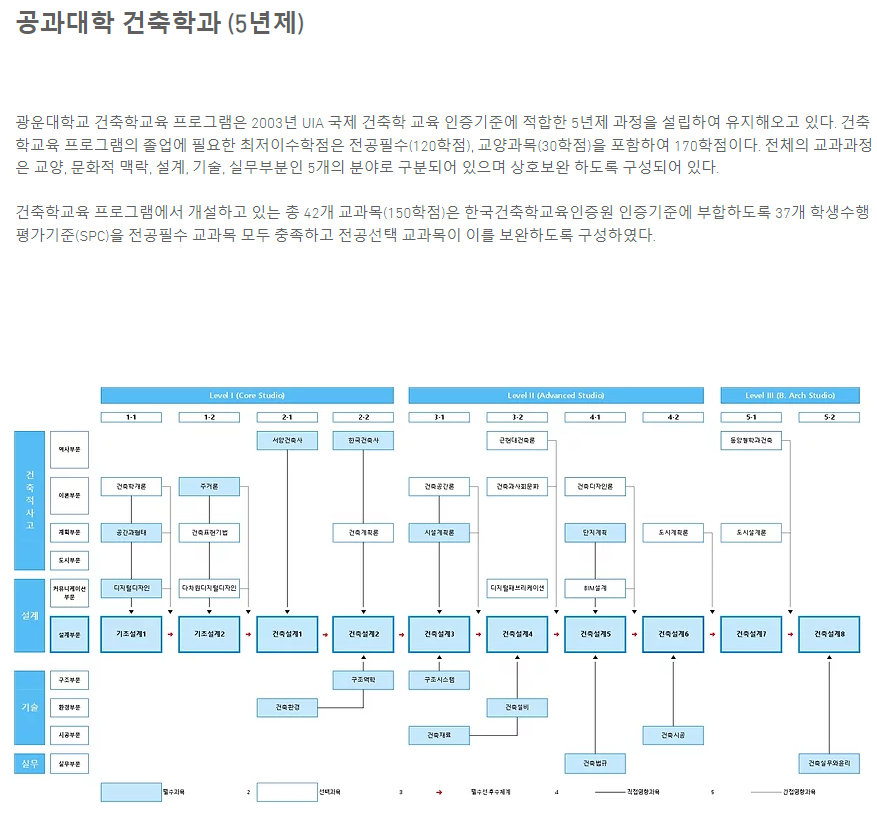 공과대학 건축학과 (5년제)
광운대학교 건축학교육 프로그램은 2003년 UIA 국제 건축학 교육 인증기준에 적합한 5년제 과정을 설립하여 유지해오고 있다. 건축
학교육 프로그램의 졸업에 필요한 최저이수학점은 전공필수(120학점), 교양과목(30학점)을 포함하여 170학점이다. 전체의 교과과정
은 교양, 문화적 맥락, 설계, 기술, 실무부분인 5개의 분야로 구분되어 있으며 상호보완 하도록 구성되어 있다.
건축학교육 프로그램에서 개설하고 있는 총 42개 교과목(150학점)은 한국건축학교육인증원 인증기준에 부합하도록 37개 학생수행
평가기준(SPC)을 전공필수 교과목 모두 충족하고 전공선택 교과목이 이를 보완하도록 구성하였다.
Level I (Core Studio) Level II (Advanced Studio) Level III (B. Arch Studio)
1-1 1-2 2-1 2-2 3-1 3-2 4-1 4-2 5-1 5-2
건축적사고
역사부문 서양건축사 한국건축사 근현대건축론 동양철학과건축
이론부문 건축학개론 주거론 건축공간론 건축과사회문화 건축디자인론
계획부문 공간과형태 건축표현기법 건축계획론 시설계획론 단지계획 도시계획론 도시설계론
도시부문
설계
커뮤니케이션
부문
디지털디자인 다차원디지털디자인 디지털패브리케이션 BIM설계
설계부문 기초설계1 기초설계2 건축설계1 건축설계2 건축설계3 건축설계4 건축설계5 건축설계6 건축설계7 건축설계8
기술
구조부문 구조역학 구조시스템
환경부문 건축환경 건축설비
시공부문 건축재료 건축시공
실무 실무부문 건축법규 건축실무와윤리
필수과목 2 선택과목 3 필수선·후수체계 4 직접영향과목 5 간접영향과목